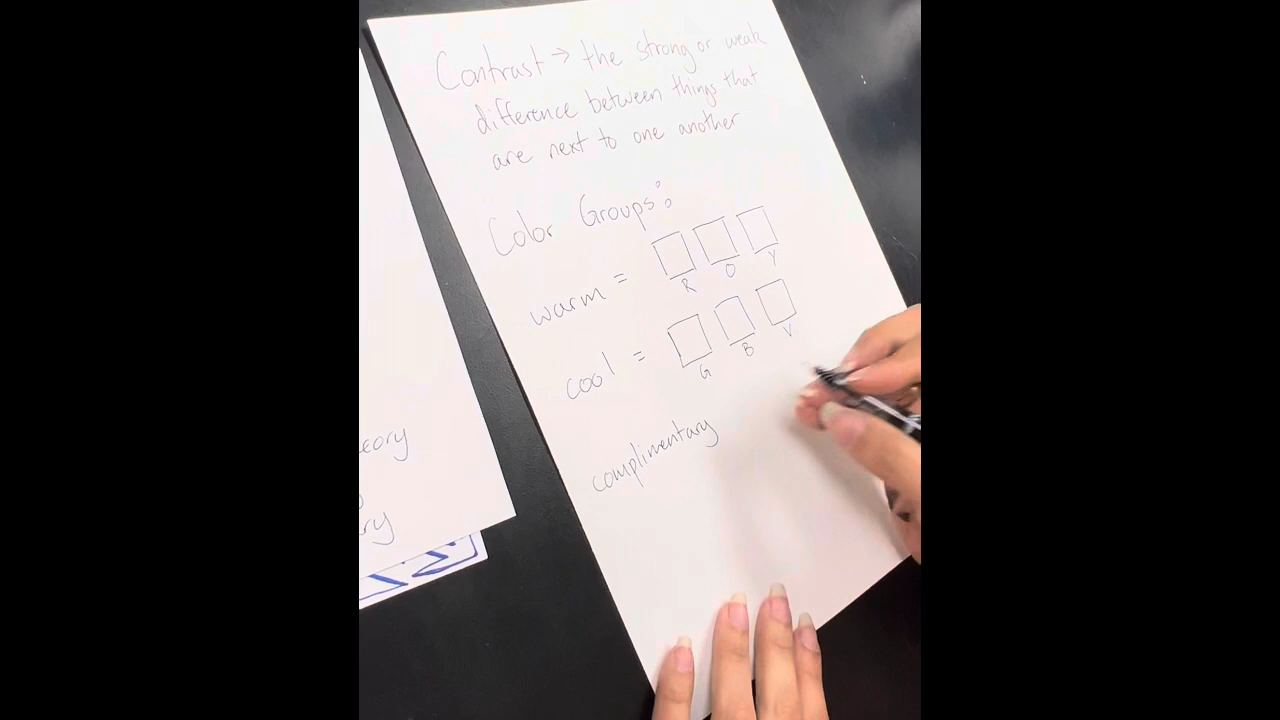 Contrast → the strong or weak
difference between things that
are next to one another
Color Groups:
warm =
R O Y
cool =
G B V
complimentary
eory
ry